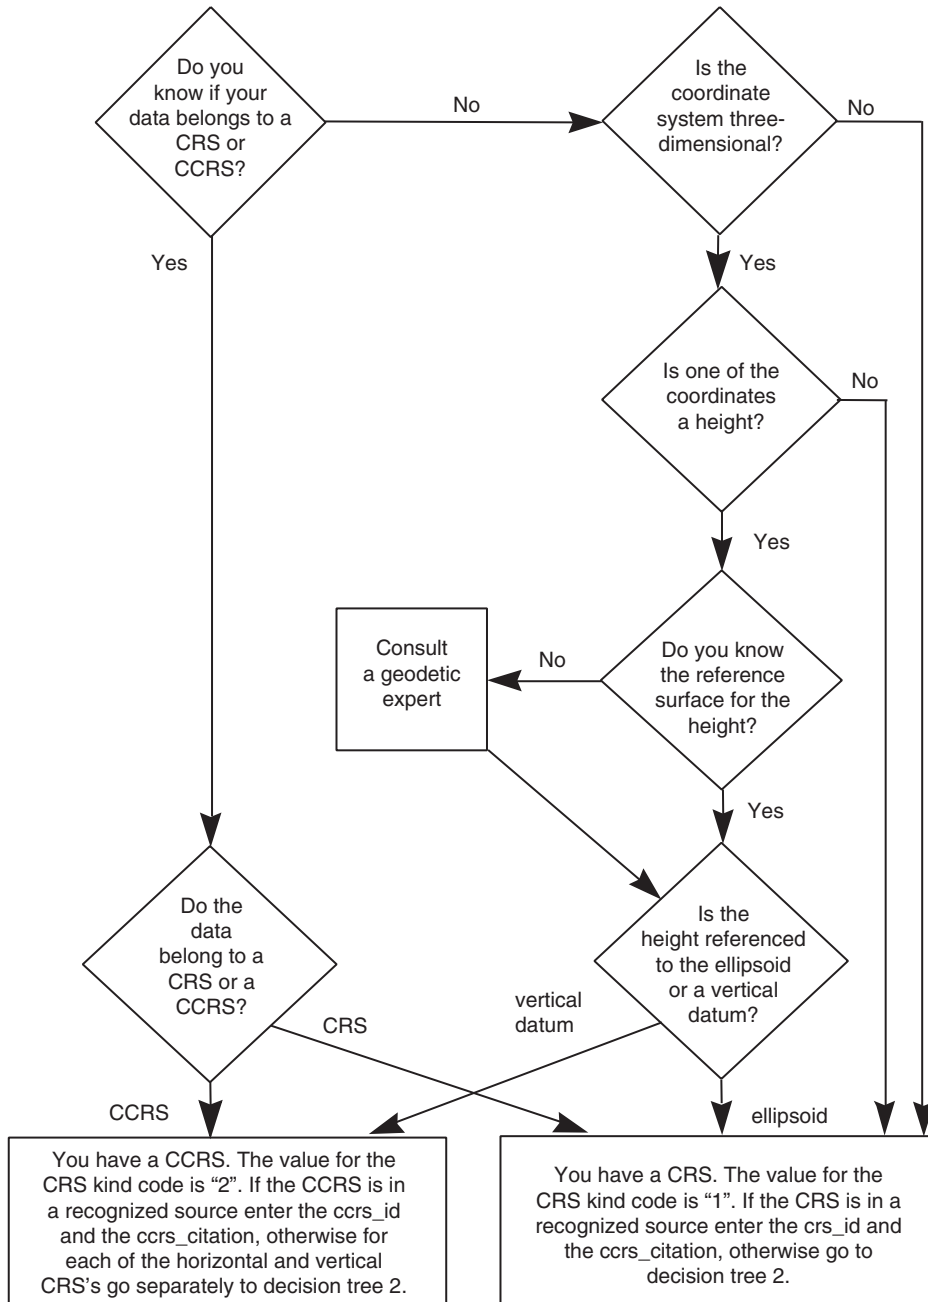 Do you
know if your
data belongs to a
CRS or
CCRS?
No
Is the
coordinate
system three-
dimensional?
No
Yes
Yes
Is one of the
coordinates
a height?
No
Yes
Consult
a geodetic
expert
No
Do you know
the reference
surface for the
height?
Yes
Do the
data
belong to a
CRS or a
CCRS?
Is the
height referenced
to the ellipsoid
or a vertical
datum?
CRS
vertical
datum
CCRS
ellipsoid
You have a CCRS. The value for the
CRS kind code is “2”. If the CCRS is in
a recognized source enter the ccrs_id
and the ccrs_citation, otherwise for
each of the horizontal and vertical
CRS’s go separately to decision tree 2.
You have a CRS. The value for the
CRS kind code is “1”. If the CRS is in a
recognized source enter the crs_id and
the ccrs_citation, otherwise go to
decision tree 2.